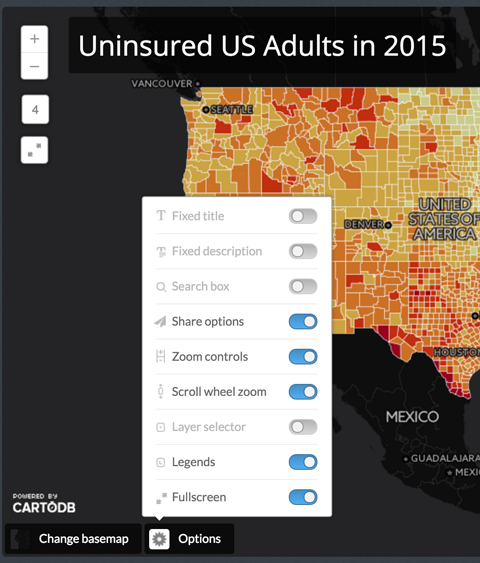 +
Uninsured US Adults in 2015
−
VANCOUVER
4
SEATTLE
T Fixed title
UNITED
STATES OF
AMERICA
DENVER
Fixed description
Search box
Share options
Zoom controls
HOUSTON
Scroll wheel zoom
MEXICO
Layer selector
Legends
GUADALAJARA
MEXI
Fullscreen
POWERED BY
CARTODB
Change basemap
Options